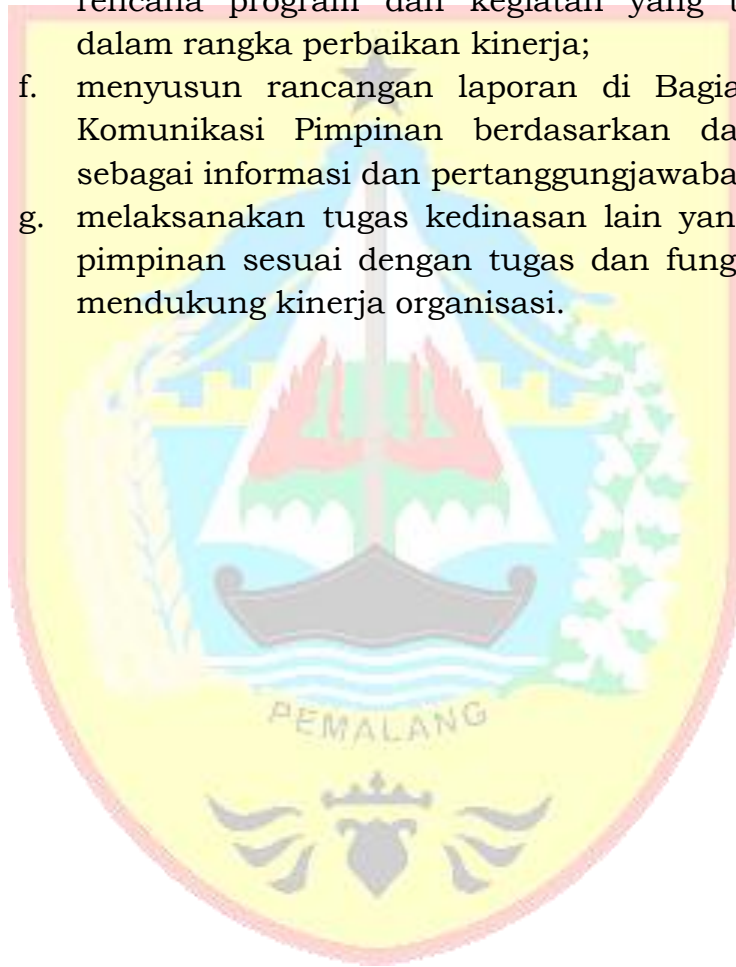 rencana program dan kegiatan yang t
dalam rangka perbaikan kinerja;
f. menyusun rancangan laporan di Bagia
Komunikasi Pimpinan berdasarkan da
sebagai informasi dan pertanggungjawaba
g. melaksanakan tugas kedinasan lain yan
pimpinan sesuai dengan tugas dan fung
mendukung kinerja organisasi.
PEMALANG